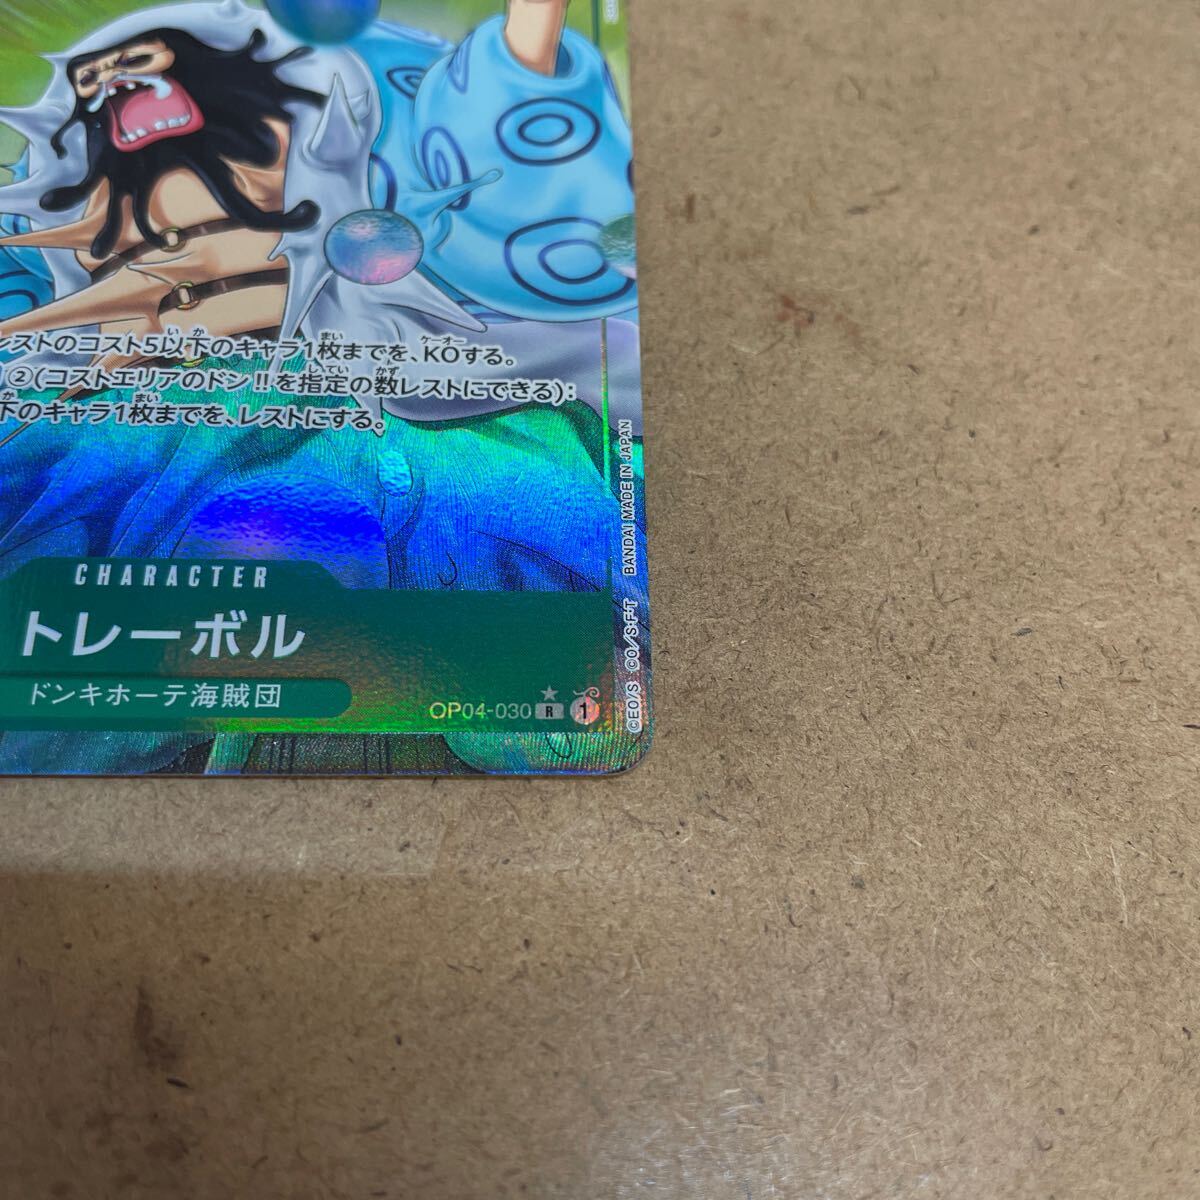 レストのコスト5以下のキャラ1枚までを、KOする。
②(コストエリアのドン!!を指定の数レストにできる):
下のキャラ1枚までを、レストにする。
CHARACTER
トレーボル
ドンキホーテ海賊団
OP04-030 R 1
©E.O/S ©O/S・F・T BANDAI MADE IN JAPAN